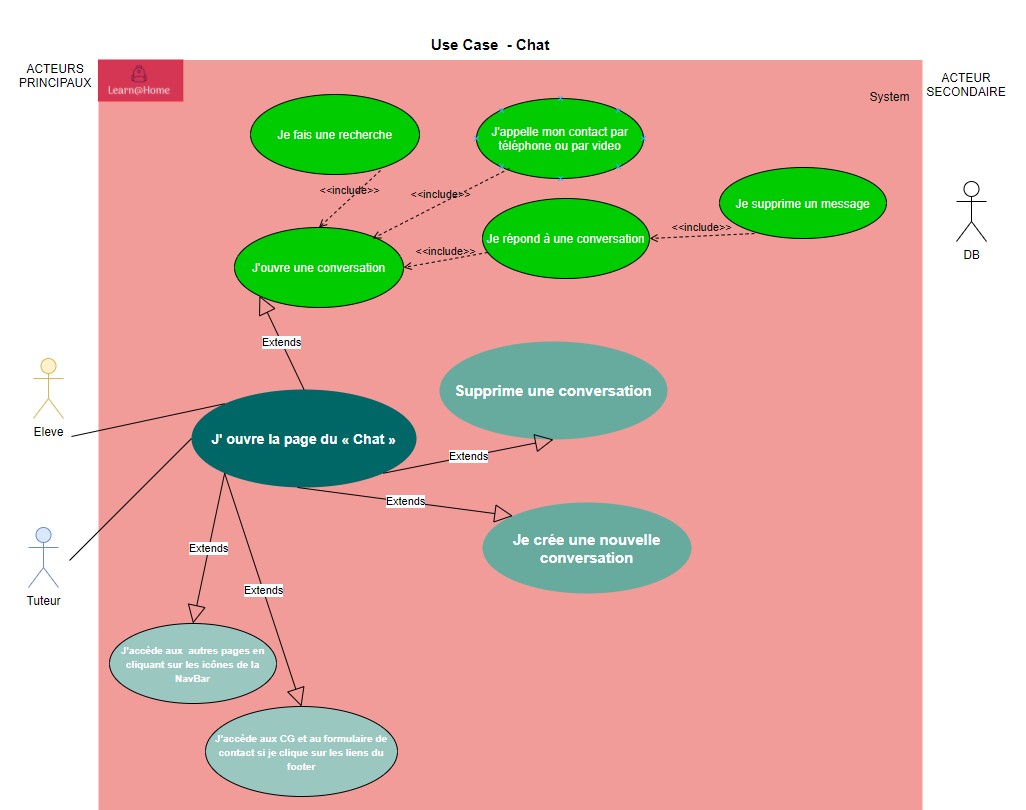 Use Case - Chat
ACTEURS
PRINCIPAUX
Learn@Home
System
ACTEUR
SECONDAIRE
Je fais une recherche
J'appelle mon contact par
téléphone ou par video
<<include>>
<<include>>
Je supprime un message
<<include>>
Je répond à une conversation
<<include>>
J'ouvre une conversation
DB
Extends
Eleve
Supprime une conversation
J' ouvre la page du « Chat »
Extends
Extends
Je crée une nouvelle
conversation
Extends
Extends
Tuteur
J'accède aux autres pages en
cliquant sur les icônes de la
NavBar
J'accéde aux CG et au formulaire de
contact si je clique sur les liens du
footer